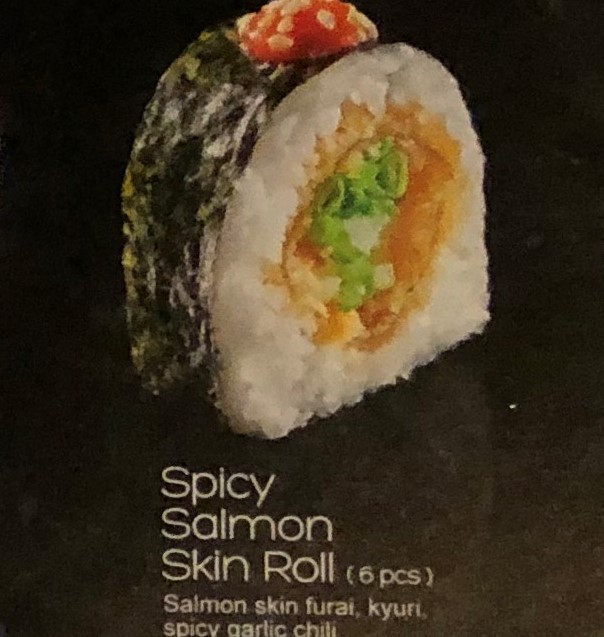 Spicy
Salmon
Skin Roll (6 pcs)
Salmon skin furai, kyuri,
spicy garlic chili